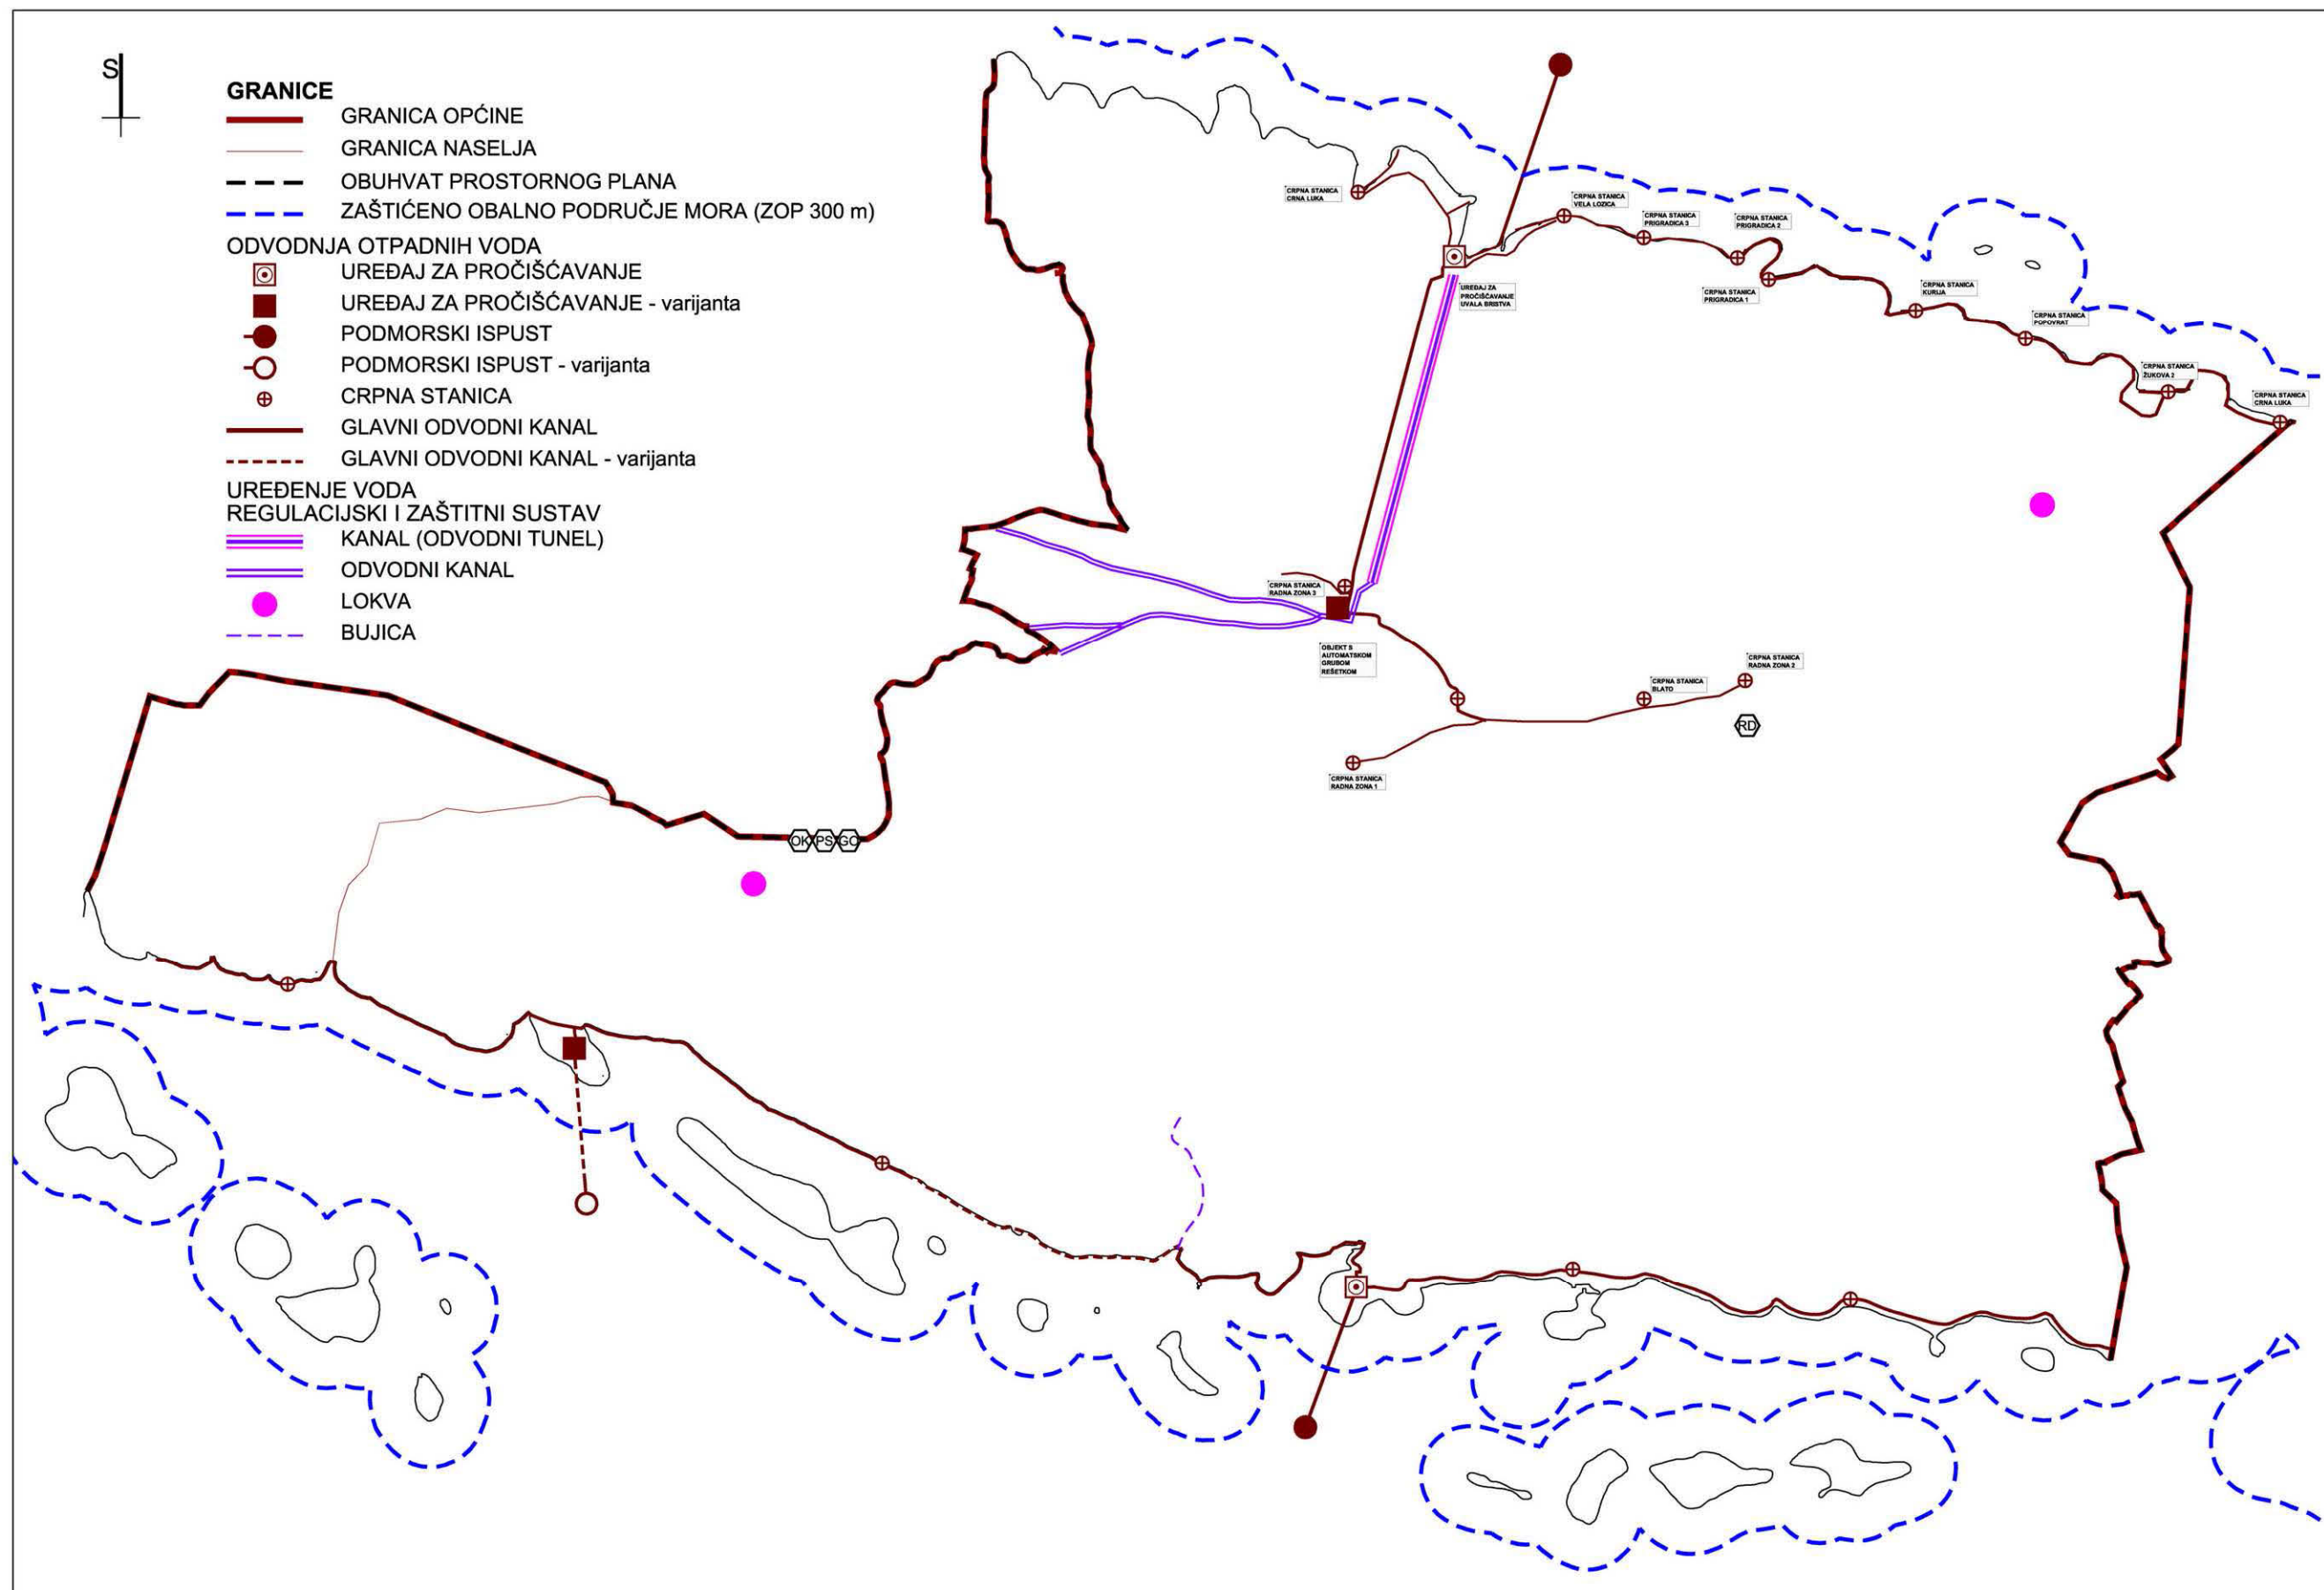 S
GRANICE
GRANICA OPĆINE
GRANICA NASELJA
OBUHVAT PROSTORNOG PLANA
ZAŠTIĆENO OBALNO PODRUČJE MORA (ZOP 300 m)
ODVODNJA OTPADNIH VODA
UREĐAJ ZA PROČIŠĆAVANJE
UREĐAJ ZA PROČIŠĆAVANJE - varijanta
PODMORSKI ISPUST
PODMORSKI ISPUST - varijanta
CRPNA STANICA
GLAVNI ODVODNI KANAL
GLAVNI ODVODNI KANAL - varijanta
UREĐENJE VODA
REGULACIJSKI I ZAŠTITNI SUSTAV
KANAL (ODVODNI TUNEL)
ODVODNI KANAL
LOKVA
BUJICA
CRPNA STANICA
CRNA LUKA
CRPNA STANICA
VELA LOZICA
CRPNA STANICA
PRIGRADICA 3
CRPNA STANICA
PRIGRADICA 2
CRPNA STANICA
PRIGRADICA 1
UREĐAJ ZA
PROČIŠĆAVANJE
UVALA BRISTVA
CRPNA STANICA
KURIJA
CRPNA STANICA
POPOVRAT
CRPNA STANICA
ŽUKOVA 2
CRPNA STANICA
CRNA LUKA
CRPNA STANICA
RADNA ZONA 3
OBJEKT S
AUTOMATSKOM
GRUBOM
REŠETKOM
CRPNA STANICA
BLATO
CRPNA STANICA
RADNA ZONA 2
RD
CRPNA STANICA
RADNA ZONA 1
OK PS GO